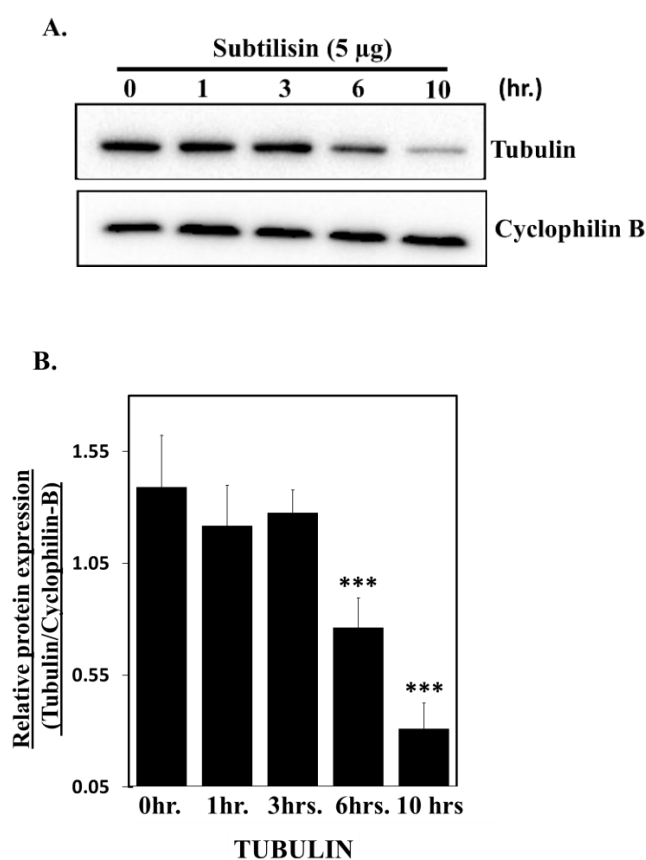 A.
Subtilisin (5 µg)
0 1 3 6 10 (hr.)
Tubulin
Cyclophilin B
B.
Relative protein expression
(Tubulin/Cyclophilin-B)
1.55
1.05
0.55
0.05
***
***
0hr. 1hr. 3hrs. 6hrs. 10 hrs
TUBULIN